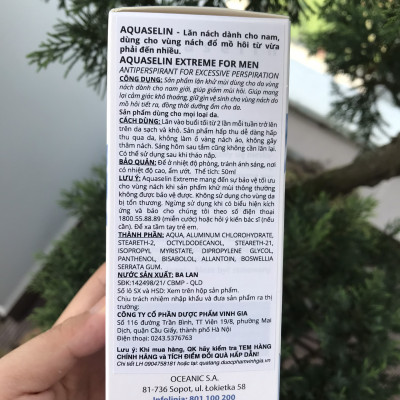 AQUASELIN - Lăn nách dành cho nam,
dùng cho vùng nách đổ mồ hôi từ vừa
phải đến nhiều.
AQUASELIN EXTREME FOR MEN
ANTIPERSPIRANT FOR EXCESSIVE PERSPIRATION
CÔNG DỤNG: Sản phẩm lăn khử mùi dùng cho da vùng
nách dành cho nam giới, giúp giảm mùi hôi. Giúp mang
lại cảm giác khô thoáng, giữ gìn vệ sinh cho vùng nách do
mồ hôi tiết ra, đồng thời dưỡng ẩm cho da.
Sản phẩm dùng cho mọi loại da.
CÁCH DÙNG: Lăn vào buổi tối từ 2 lần mỗi tuần trở lên
trên da sạch và khô. Sản phẩm hấp thu dễ dàng hấp
thu qua da, không làm ố vàng nách áo, không gây
thâm nách. Sáng hôm sau tắm cũng không cần lăn lại.
Có thể sử dụng sau khi tháo nắp.
BẢO QUẢN: Để ở nhiệt độ phòng, tránh ánh sáng, nơi
có nhiệt độ cao, ẩm ướt. Thể tích: 50ml
LƯU Ý: Aquaselin Extreme mang đến sự bảo vệ tối ưu
cho vùng nách khi sản phẩm khử mùi thông thường
không được bảo vệ được. Không sử dụng cho vùng da
bị tổn thương. Ngừng sử dụng khi có biểu hiện kích
ứng và báo cho chúng tôi theo số điện thoại
1800.55.88.89 (miễn cước) hoặc hỏi ý kiến bác sĩ (nếu
cần). Để xa tầm tay trẻ em.
THÀNH PHẦN: AQUA, ALUMINUM CHLOROHYDRATE,
STEARETH-2, OCTYLDODECANOL, STEARETH-21,
ISOPROPYL MYRISTATE, DIPROPYLENE GLYCOL,
PANTHENOL, BISABOLOL, ALLANTOIN, BOSWELLIA
SERRATA GUM.
NƯỚC SẢN XUẤT: BA LAN
SĐK:142498/21/ CBMP - QLD
Số lô SX và HSD: Xem trên hộp sản phẩm.
Chịu trách nhiệm nhập khẩu và đưa sản phẩm ra thị
trường:
CÔNG TY CỔ PHẦN DƯỢC PHẨM VINH GIA
Số 116 đường Trần Bình, TT Viện 19/8, phường Mai
Dịch, quận Cầu Giấy, thành phố Hà Nội
Điện thoại: 0243.5376763
Lưu ý: Khi mua hàng, QK hãy kiểm tra TEM HÀNG
CHÍNH HÃNG và TÍCH ĐIỂM ĐỔI QUÀ HẤP DẪN!
Chi tiết LH 0904758181 hoặc tại: quatang.duocphamvinhgia.vn
OCEANIC S.A.
81-736 Sopot, ul. Łokietka 58
Infolinia: 801 100 200